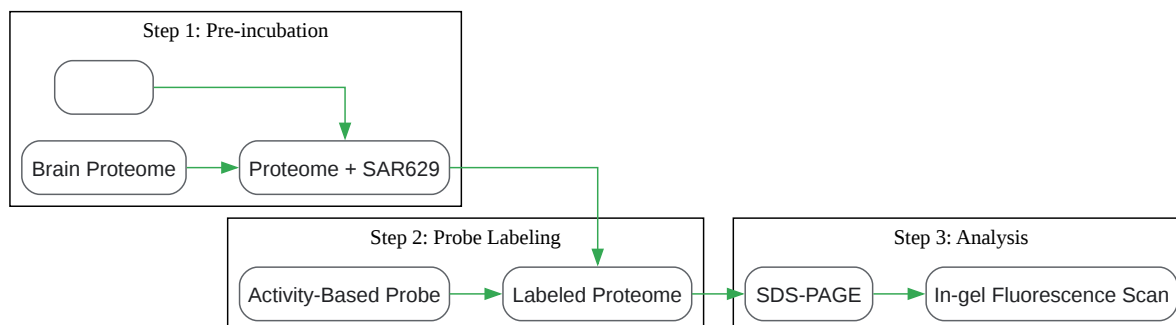 Step 1: Pre-incubation
Brain Proteome
Proteome + SAR629
Step 2: Probe Labeling
Activity-Based Probe
Labeled Proteome
Step 3: Analysis
SDS-PAGE
In-gel Fluorescence Scan